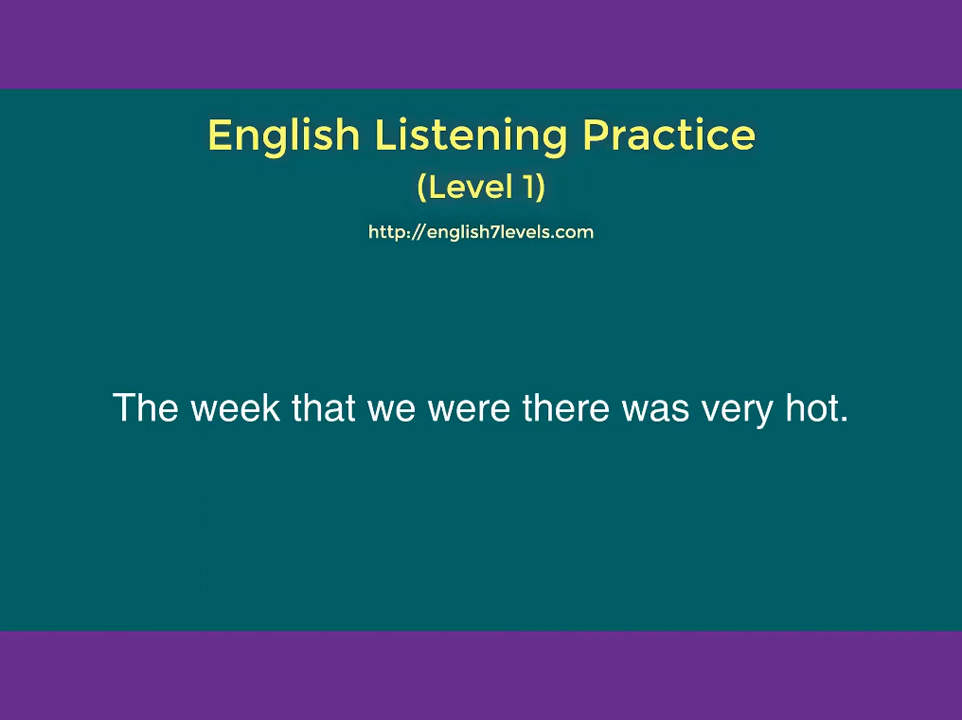 English Listening Practice
(Level 1)
http://english7levels.com
The week that we were there was very hot.